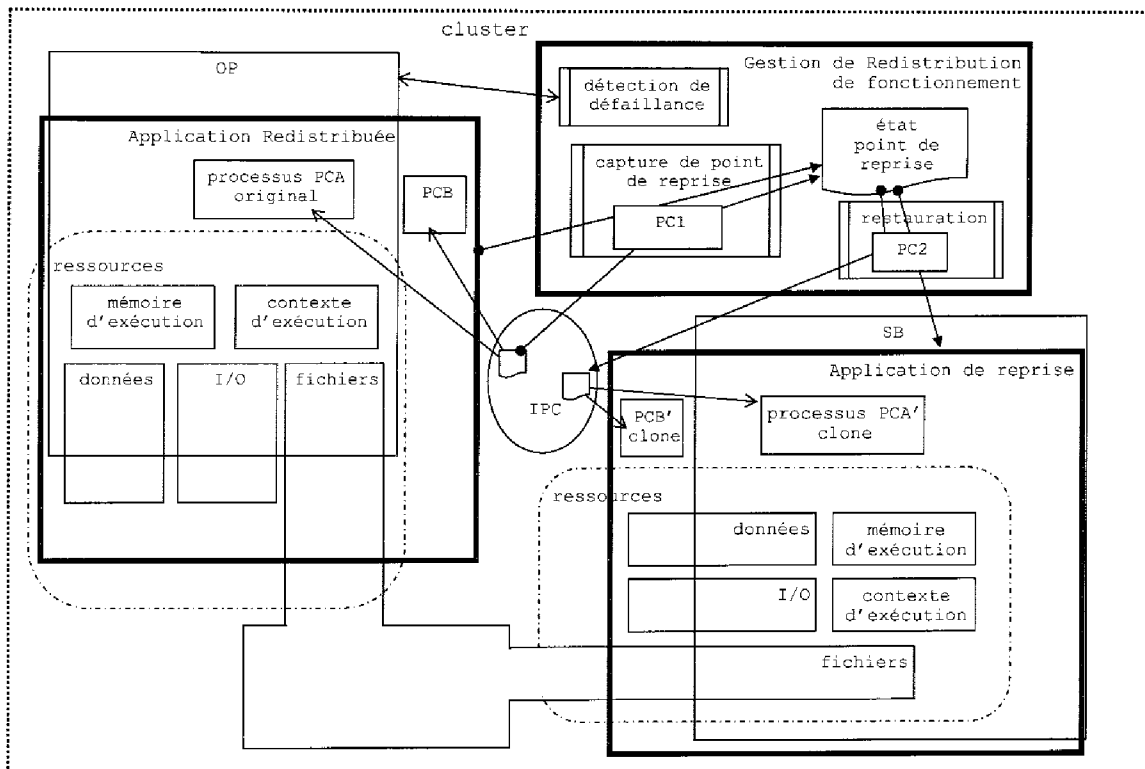 cluster
OP
Gestion de Redistribution
de fonctionnement
détection de
défaillance
état
point de
reprise
Application Redistribuée
capture de point
de reprise
processus PCA
original
PCB
PC1
restauration
PC2
ressources
mémoire
d'exécution
contexte
d'exécution
SB
données
I/O
fichiers
Application de reprise
IPC
PCB'
clone
processus PCA'
clone
ressources
données
mémoire
d'exécution
I/O
contexte
d'exécution
fichiers